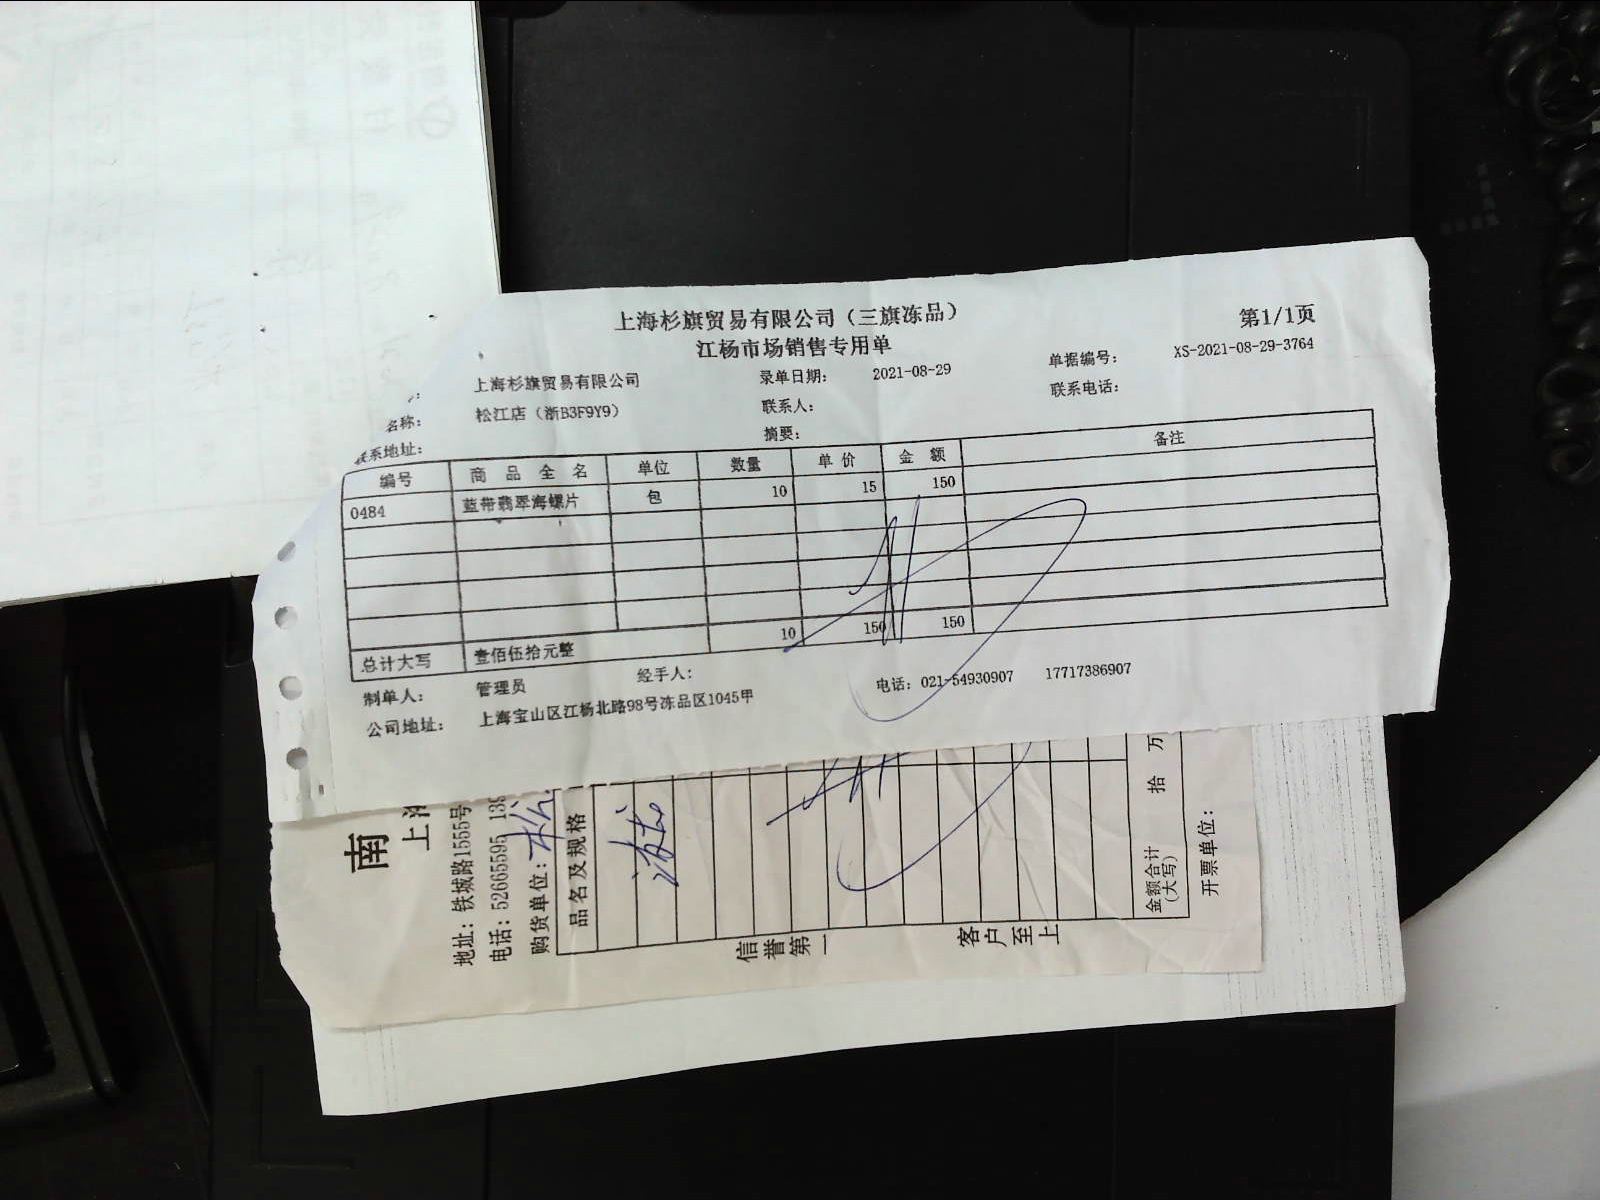 上海杉旗贸易有限公司（三旗冻品）
第1/1页
江杨市场销售专用单
上海杉旗贸易有限公司 录单日期: 2021-08-29 单据编号: XS-2021-08-29-3764
名称: 松江店（浙B3F9Y9） 联系人: 联系电话:
联系地址: 摘要:
编号 商品全名 单位 数量 单价 金额 备注
0484 蓝带翡翠海螺片 包 10 15 150
总计大写 壹佰伍拾元整 10 150 150
制单人: 管理员 经手人: 电话: 021-54930907 17717386907
公司地址: 上海宝山区江杨北路98号冻品区1045甲
南
上海
地址: 铁城路1555号
电话: 52665595 139
购货单位: 松
品名及规格
信誉第一
客户至上
金额合计(大写) 拾 万
开票单位: